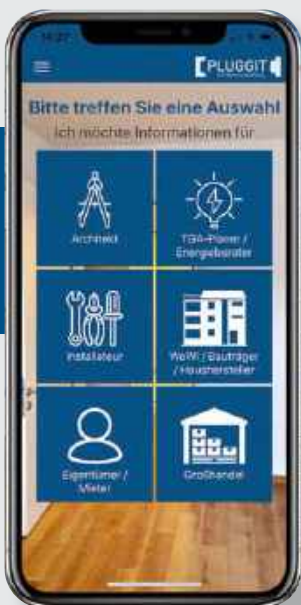 [PLUGGIT]
Bitte treffen Sie eine Auswahl
Ich möchte Informationen für
Architekt
TGA-Planer /
Energieberater
Installateur
WoWi / Bauträger
/ Haushersteller
Eigentümer /
Mieter
Großhandel